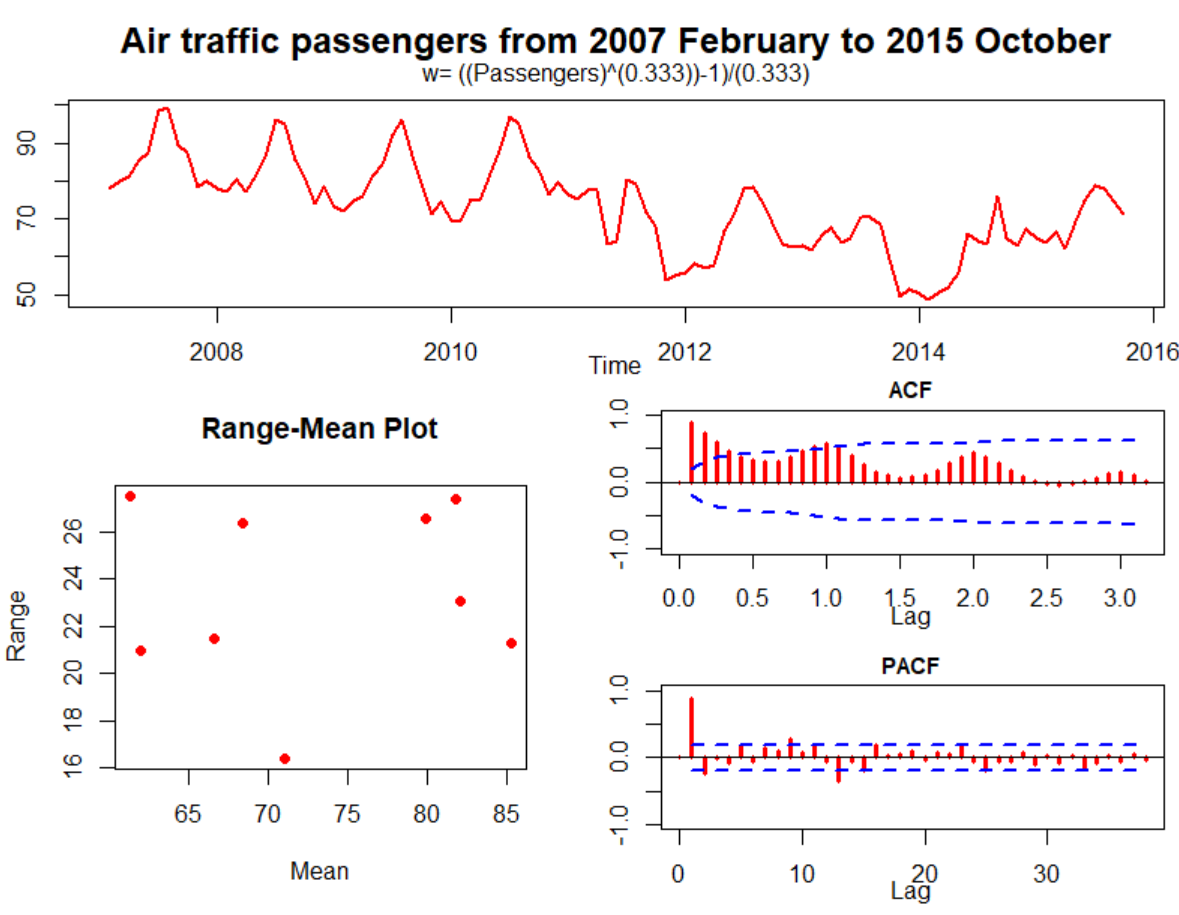 Air traffic passengers from 2007 February to 2015 October
w= ((Passengers)^(0.333))-1)/(0.333)
90
70
50
2008 2010 2012 2014 2016
Time
Range-Mean Plot
26
24
22
20
18
16
Range
65 70 75 80 85
Mean
ACF
1.0
0.0
-1.0
0.0 0.5 1.0 1.5 2.0 2.5 3.0
Lag
PACF
1.0
0.0
-1.0
0 10 20 30
Lag